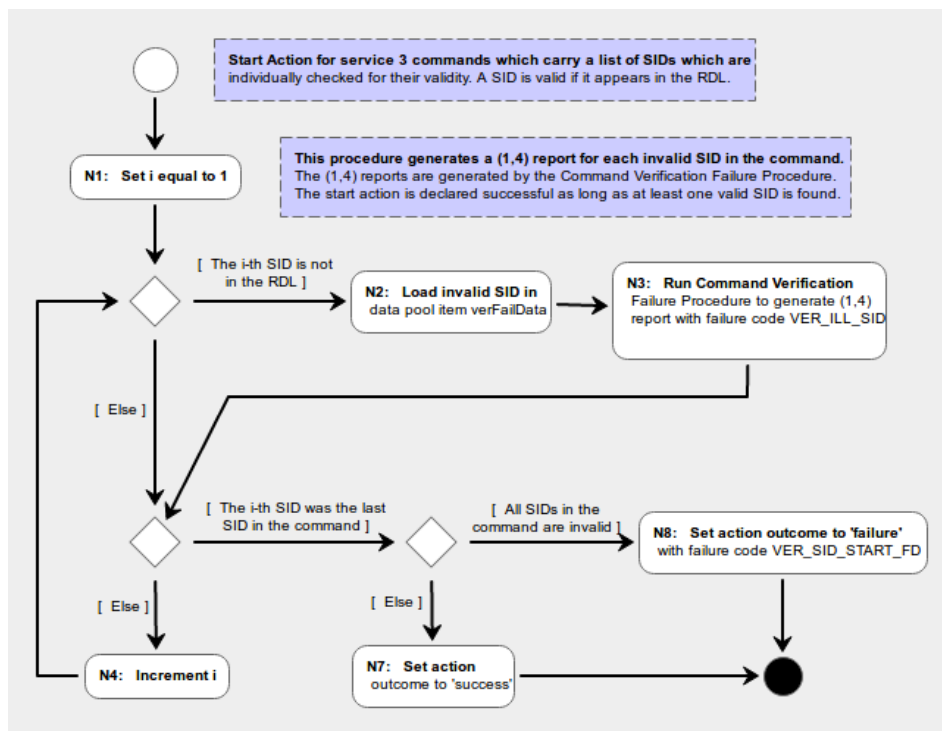 Start Action for service 3 commands which carry a list of SIDs which are
individually checked for their validity. A SID is valid if it appears in the RDL.
This procedure generates a (1,4) report for each invalid SID in the command.
The (1,4) reports are generated by the Command Verification Failure Procedure.
The start action is declared successful as long as at least one valid SID is found.
N1: Set i equal to 1
[ The i-th SID is not
in the RDL ]
N2: Load invalid SID in
data pool item verFailData
N3: Run Command Verification
Failure Procedure to generate (1,4)
report with failure code VER_ILL_SID
[ Else ]
[ The i-th SID was the last
SID in the command ]
[ All SIDs in the
command are invalid ]
N8: Set action outcome to 'failure'
with failure code VER_SID_START_FD
[ Else ]
[ Else ]
N4: Increment i
N7: Set action
outcome to 'success'